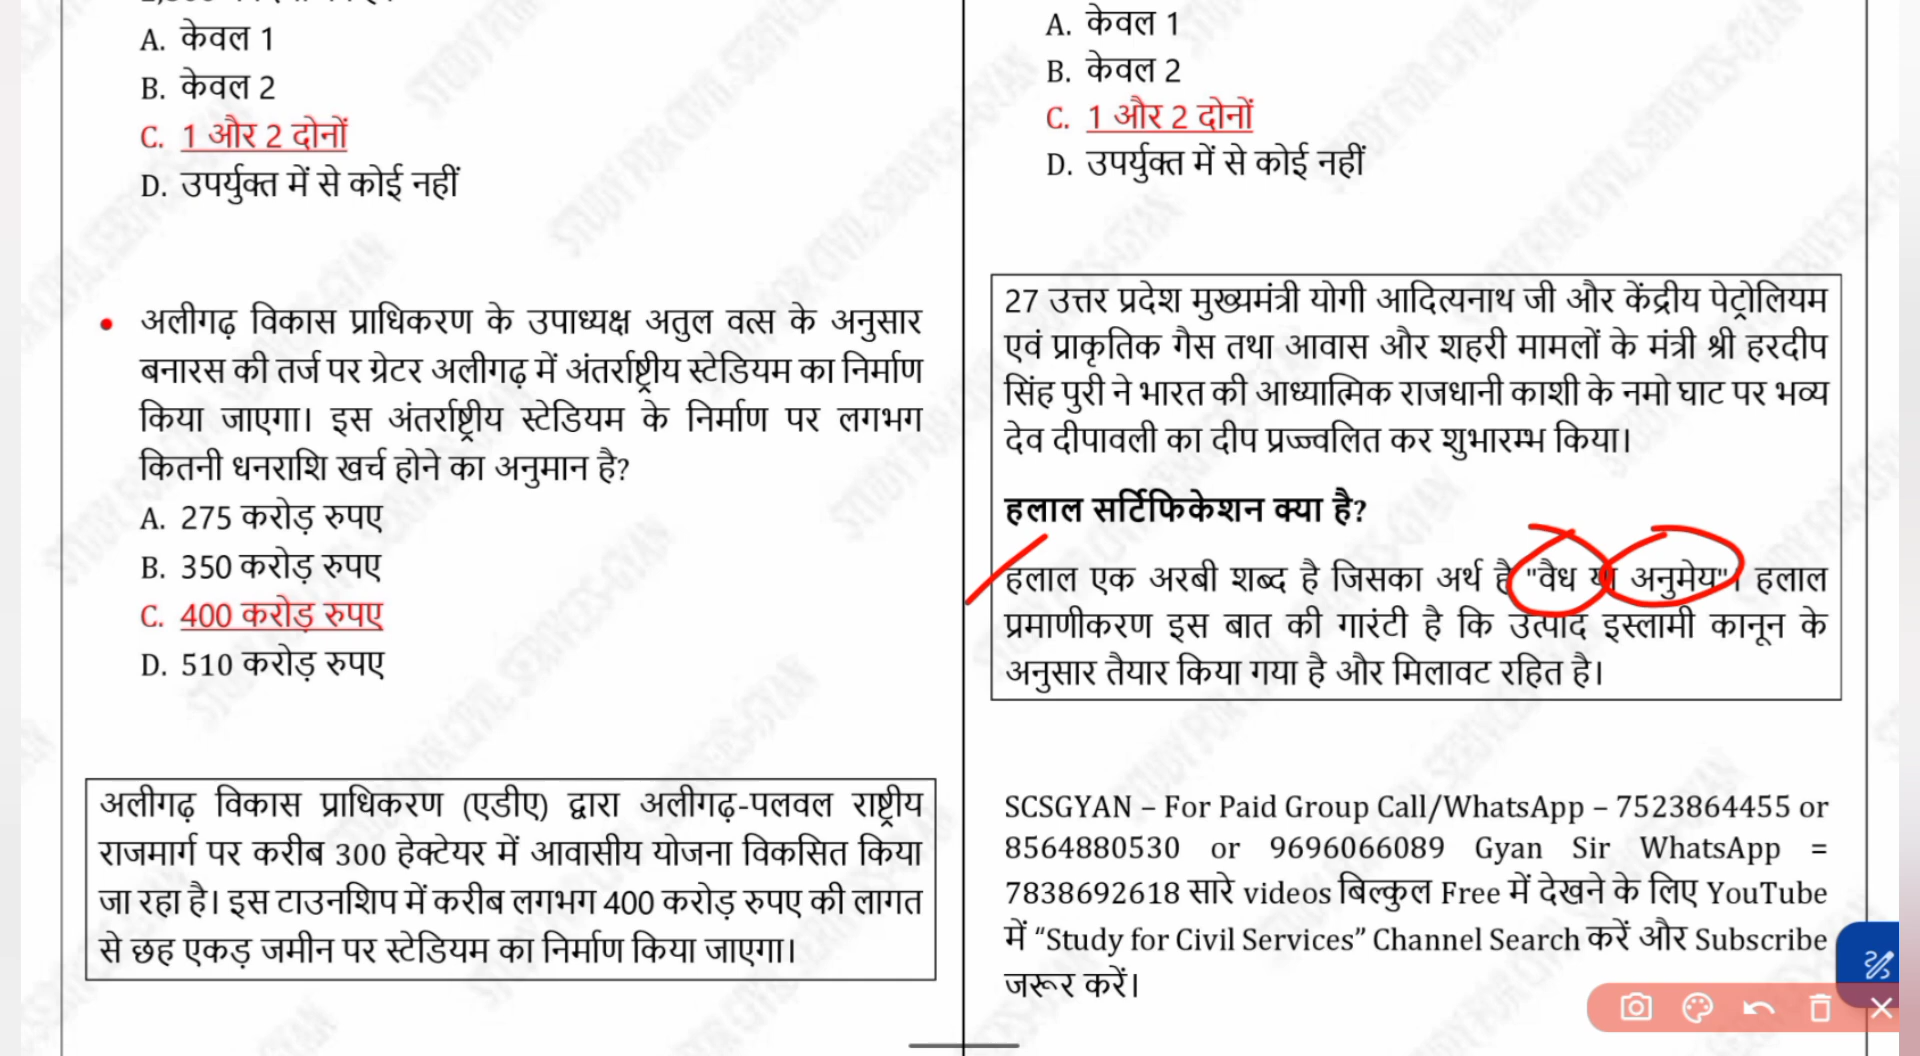 A. केवल 1
B. केवल 2
C. 1 और 2 दोनों
D. उपर्युक्त में से कोई नहीं
• अलीगढ़ विकास प्राधिकरण के उपाध्यक्ष अतुल वत्स के अनुसार
बनारस की तर्ज पर ग्रेटर अलीगढ़ में अंतर्राष्ट्रीय स्टेडियम का निर्माण
किया जाएगा। इस अंतर्राष्ट्रीय स्टेडियम के निर्माण पर लगभग
कितनी धनराशि खर्च होने का अनुमान है?
A. 275 करोड़ रुपए
B. 350 करोड़ रुपए
C. 400 करोड़ रुपए
D. 510 करोड़ रुपए
अलीगढ़ विकास प्राधिकरण (एडीए) द्वारा अलीगढ़-पलवल राष्ट्रीय
राजमार्ग पर करीब 300 हेक्टेयर में आवासीय योजना विकसित किया
जा रहा है। इस टाउनशिप में करीब लगभग 400 करोड़ रुपए की लागत
से छह एकड़ जमीन पर स्टेडियम का निर्माण किया जाएगा।
A. केवल 1
B. केवल 2
C. 1 और 2 दोनों
D. उपर्युक्त में से कोई नहीं
27 उत्तर प्रदेश मुख्यमंत्री योगी आदित्यनाथ जी और केंद्रीय पेट्रोलियम
एवं प्राकृतिक गैस तथा आवास और शहरी मामलों के मंत्री श्री हरदीप
सिंह पुरी ने भारत की आध्यात्मिक राजधानी काशी के नमो घाट पर भव्य
देव दीपावली का दीप प्रज्ज्वलित कर शुभारम्भ किया।
हलाल सर्टिफिकेशन क्या है?
हलाल एक अरबी शब्द है जिसका अर्थ है "वैध या अनुमेय"। हलाल
प्रमाणीकरण इस बात की गारंटी है कि उत्पाद इस्लामी कानून के
अनुसार तैयार किया गया है और मिलावट रहित है।
SCSGYAN – For Paid Group Call/WhatsApp – 7523864455 or
8564880530 or 9696066089 Gyan Sir WhatsApp =
7838692618 सारे videos बिल्कुल Free में देखने के लिए YouTube
में “Study for Civil Services” Channel Search करें और Subscribe
जरूर करें।